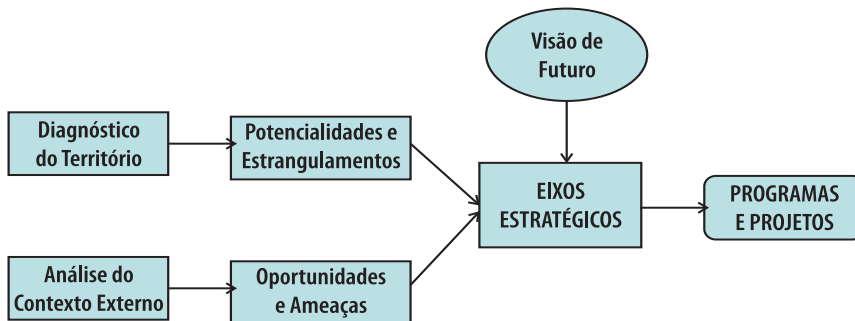 Visão de
Futuro
Diagnóstico
do Território
Potencialidades e
Estrangulamentos
EIXOS
ESTRATÉGICOS
PROGRAMAS
E PROJETOS
Análise do
Contexto Externo
Oportunidades
e Ameaças